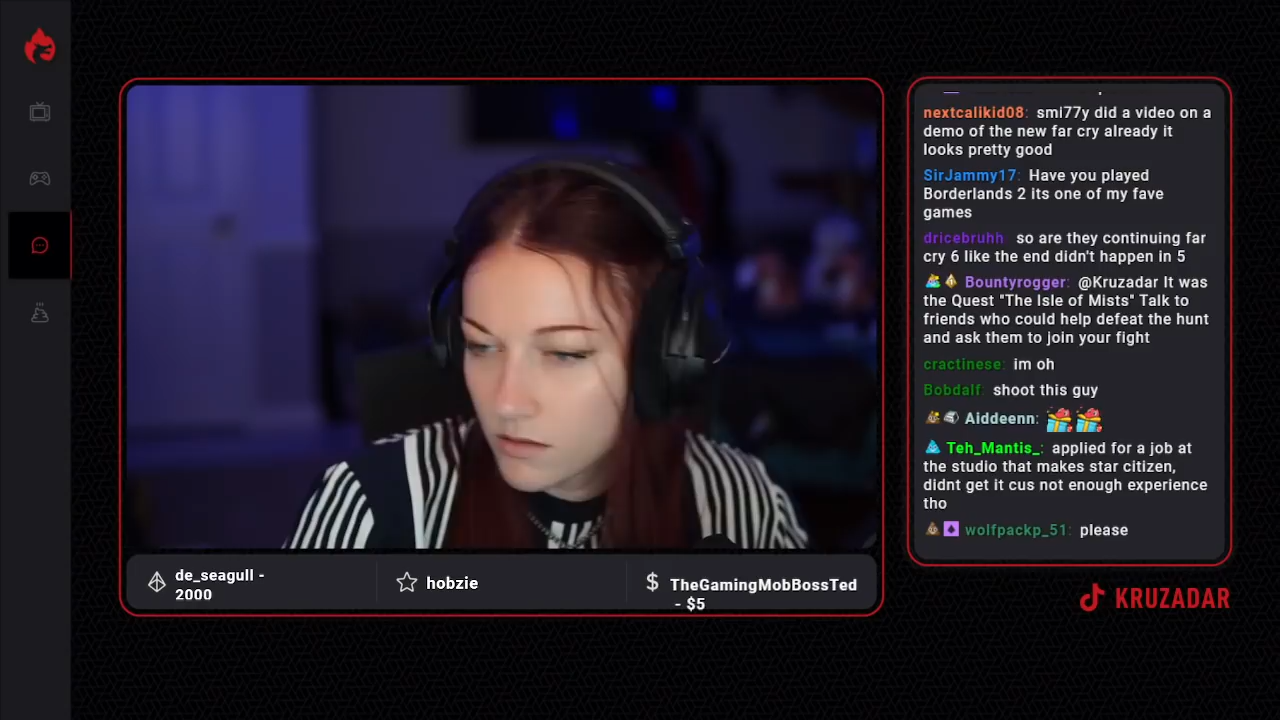 nextcalikid08: smi77y did a video on a
demo of the new far cry already it
looks pretty good
SirJammy17: Have you played
Borderlands 2 its one of my fave
games
dricebruhh so are they continuing far
cry 6 like the end didn't happen in 5
Bountyrogger: @Kruzadar It was
the Quest "The Isle of Mists" Talk to
friends who could help defeat the hunt
and ask them to join your fight
cractinese: im oh
Bobdalf: shoot this guy
Aiddeenn:
Teh_Mantis_: applied for a job at
the studio that makes star citizen,
didnt get it cus not enough experience
tho
wolfpackp_51: please
de_seagull -
2000
hobzie
$ TheGamingMobBossTed
- $5
KRUZADAR